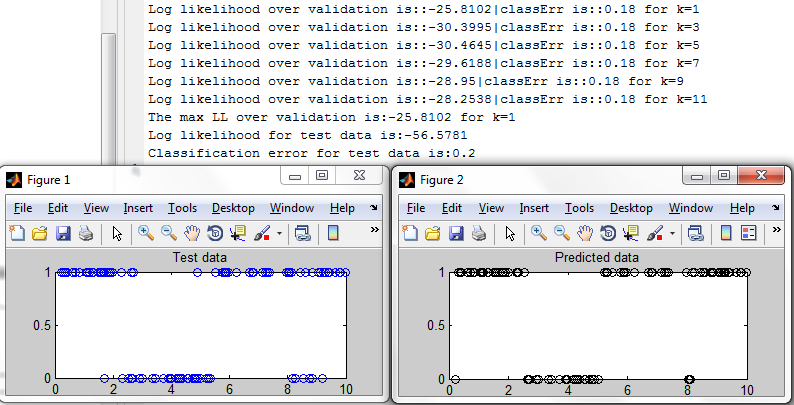 Log likelihood over validation is::-25.8102|classErr is::0.18 for k=1
Log likelihood over validation is::-30.3995|classErr is::0.18 for k=3
Log likelihood over validation is::-30.4645|classErr is::0.18 for k=5
Log likelihood over validation is::-29.6188|classErr is::0.18 for k=7
Log likelihood over validation is::-28.95|classErr is::0.18 for k=9
Log likelihood over validation is::-28.2538|classErr is::0.18 for k=11
The max LL over validation is:-25.8102 for k=1
Log likelihood for test data is:-56.5781
Classification error for test data is:0.2
Figure 1
File Edit View Insert Tools Desktop Window Help
Test data
1
0.5
0
0 2 4 6 8 10
Figure 2
File Edit View Insert Tools Desktop Window Help
Predicted data
1
0.5
0
0 2 4 6 8 10